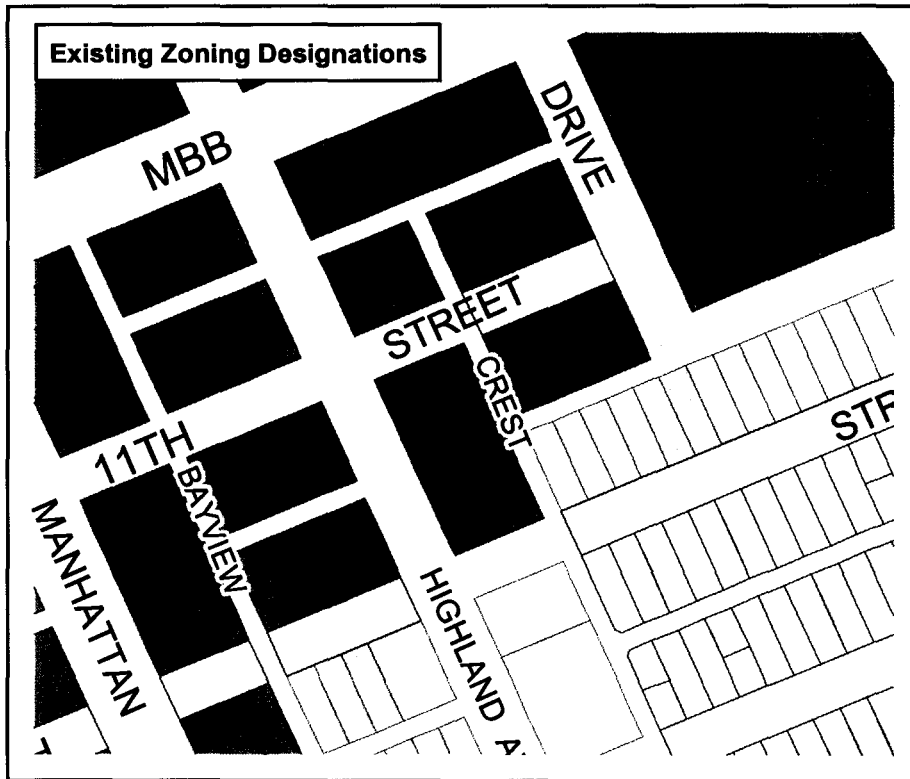 Existing Zoning Designations
MBB
DRIVE
STREET
CREST
STR
11TH
BAYVIEW
MANHATTAN
HIGHLAND A